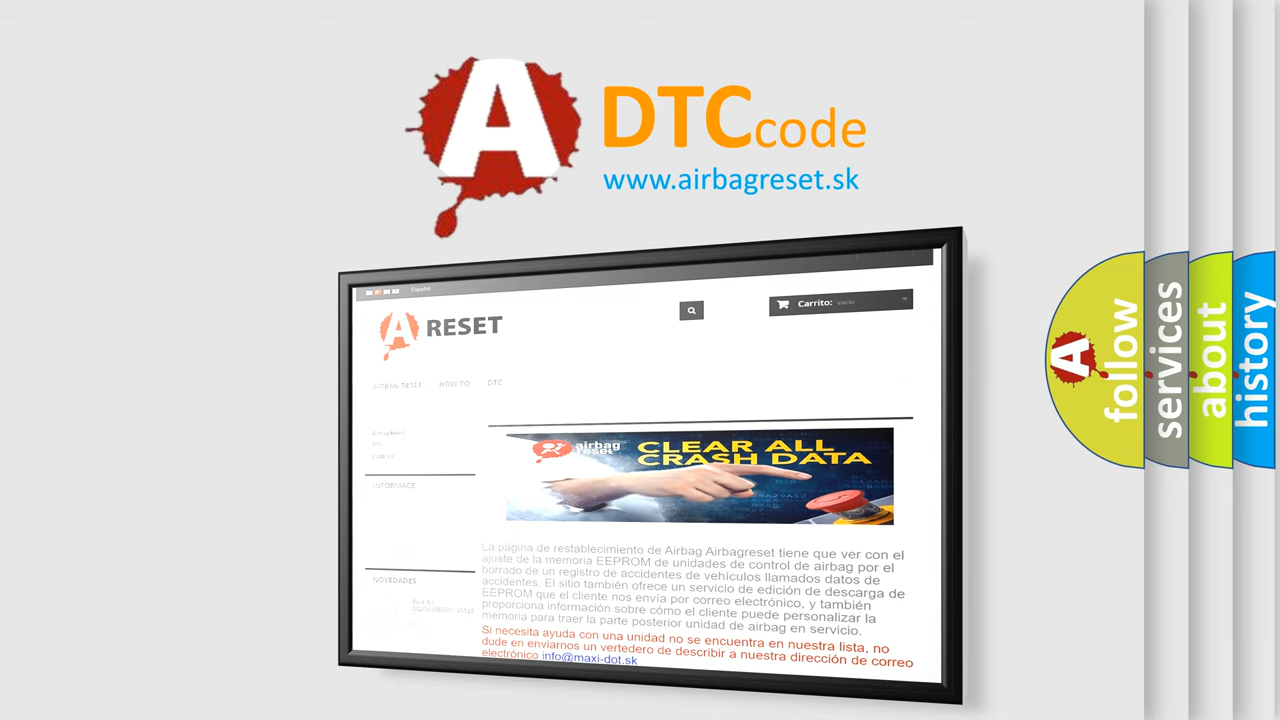 A
DTCcode
www.airbagreset.sk
Español
A RESET
Carrito: vacío
AIRBAG RESET HOW TO DTC
INFORMACE
NOVEDADES
airbag
reset
CLEAR ALL
CRASH DATA
La página de restablecimiento de Airbag Airbagreset tiene que ver con el
ajuste de la memoria EEPROM de unidades de control de airbag por el
borrado de un registro de accidentes de vehículos llamados datos de
accidentes. El sitio también ofrece un servicio de edición de descarga de
EEPROM que el cliente nos envía por correo electrónico, y también
proporciona información sobre cómo el cliente puede personalizar la
memoria para traer la parte posterior unidad de airbag en servicio.
Si necesita ayuda con una unidad no se encuentra en nuestra lista, no
dude en enviarnos un vertedero de describir a nuestra dirección de correo
electrónico info@maxi-dot.sk
A
follow
services
about
history